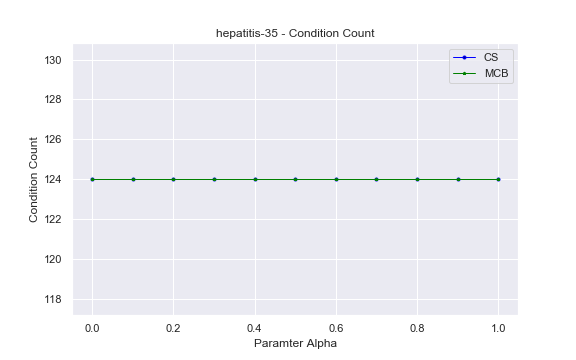 hepatitis-35 - Condition Count
CS
MCB
130
128
126
124
122
120
118
Condition Count
0.0 0.2 0.4 0.6 0.8 1.0
Paramter Alpha